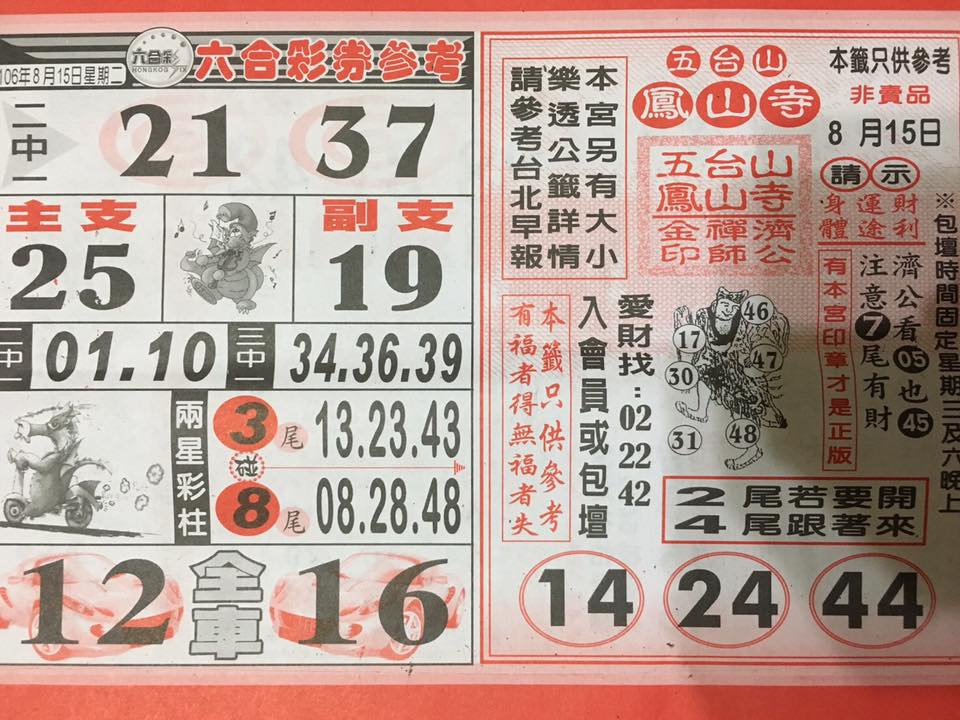 106年8月15日星期二
六合彩
HONGKOG SIX
六合彩券參考
二中一
21
37
主支
25
副支
19
二中一
01.10
三中一
34.36.39
兩星彩柱
3尾
13.23.43
碰
8尾
08.28.48
12
全車
16
本宮另有大小
樂透公籤詳情
請參考台北早報
五台山
鳳山寺
五台山
鳳山寺
濟公
禪師
金印
本籤只供參考
非賣品
8月15日
請示
財利
運途
身體
※包壇時間固定星期三及六晚上
濟公看05也45
注意7尾有財
有本宮印章才是正版
46
17
47
30
31
48
愛財找:02 22 42
入會員或包壇
本籤只供參考
有福者得無福者失
2尾若要開
4尾跟著來
14
24
44